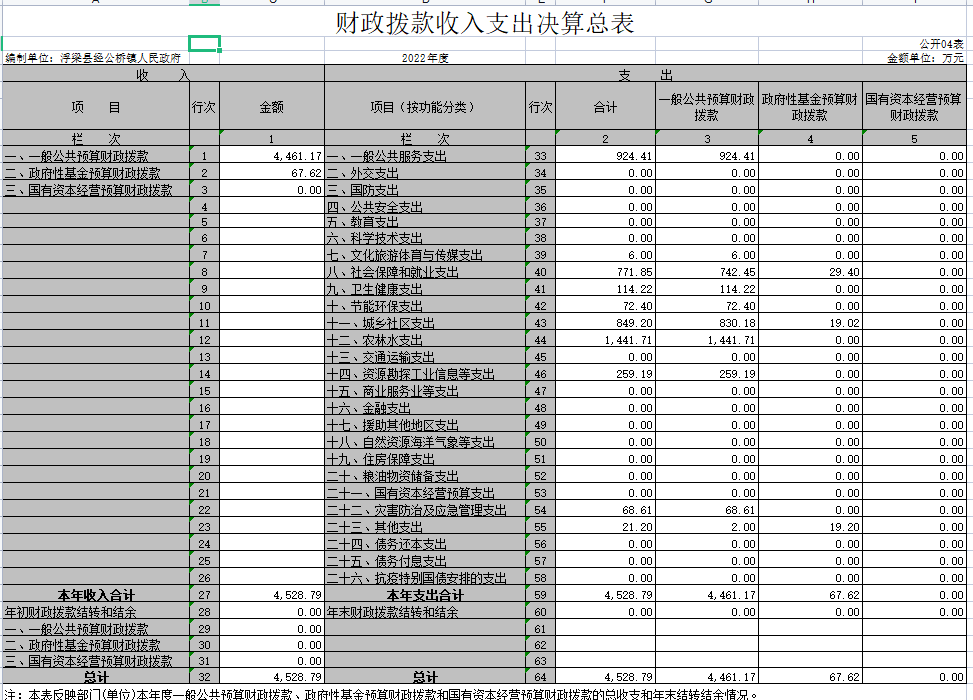 财政拨款收入支出决算总表
公开04表
编制单位：浮梁县经公桥镇人民政府 2022年度 金额单位：万元
收 入 支 出
项 目 行次 金额 项目（按功能分类） 行次 合计 一般公共预算财政拨款 政府性基金预算财政拨款 国有资本经营预算财政拨款
栏 次 1 栏 次 2 3 4 5
一、一般公共预算财政拨款 1 4,461.17 一、一般公共服务支出 33 924.41 924.41 0.00 0.00
二、政府性基金预算财政拨款 2 67.62 二、外交支出 34 0.00 0.00 0.00 0.00
三、国有资本经营预算财政拨款 3 0.00 三、国防支出 35 0.00 0.00 0.00 0.00
4 四、公共安全支出 36 0.00 0.00 0.00 0.00
5 五、教育支出 37 0.00 0.00 0.00 0.00
6 六、科学技术支出 38 0.00 0.00 0.00 0.00
7 七、文化旅游体育与传媒支出 39 6.00 6.00 0.00 0.00
8 八、社会保障和就业支出 40 771.85 742.45 29.40 0.00
9 九、卫生健康支出 41 114.22 114.22 0.00 0.00
10 十、节能环保支出 42 72.40 72.40 0.00 0.00
11 十一、城乡社区支出 43 849.20 830.18 19.02 0.00
12 十二、农林水支出 44 1,441.71 1,441.71 0.00 0.00
13 十三、交通运输支出 45 0.00 0.00 0.00 0.00
14 十四、资源勘探工业信息等支出 46 259.19 259.19 0.00 0.00
15 十五、商业服务业等支出 47 0.00 0.00 0.00 0.00
16 十六、金融支出 48 0.00 0.00 0.00 0.00
17 十七、援助其他地区支出 49 0.00 0.00 0.00 0.00
18 十八、自然资源海洋气象等支出 50 0.00 0.00 0.00 0.00
19 十九、住房保障支出 51 0.00 0.00 0.00 0.00
20 二十、粮油物资储备支出 52 0.00 0.00 0.00 0.00
21 二十一、国有资本经营预算支出 53 0.00 0.00 0.00 0.00
22 二十二、灾害防治及应急管理支出 54 68.61 68.61 0.00 0.00
23 二十三、其他支出 55 21.20 2.00 19.20 0.00
24 二十四、债务还本支出 56 0.00 0.00 0.00 0.00
25 二十五、债务付息支出 57 0.00 0.00 0.00 0.00
26 二十六、抗疫特别国债安排的支出 58 0.00 0.00 0.00 0.00
本年收入合计 27 4,528.79 本年支出合计 59 4,528.79 4,461.17 67.62 0.00
年初财政拨款结转和结余 28 0.00 年末财政拨款结转和结余 60 0.00 0.00 0.00 0.00
一、一般公共预算财政拨款 29 0.00 61
二、政府性基金预算财政拨款 30 0.00 62
三、国有资本经营预算财政拨款 31 0.00 63
总计 32 4,528.79 总计 64 4,528.79 4,461.17 67.62 0.00
注：本表反映部门(单位)本年度一般公共预算财政拨款、政府性基金预算财政拨款和国有资本经营预算财政拨款的总收支和年末结转结余情况。